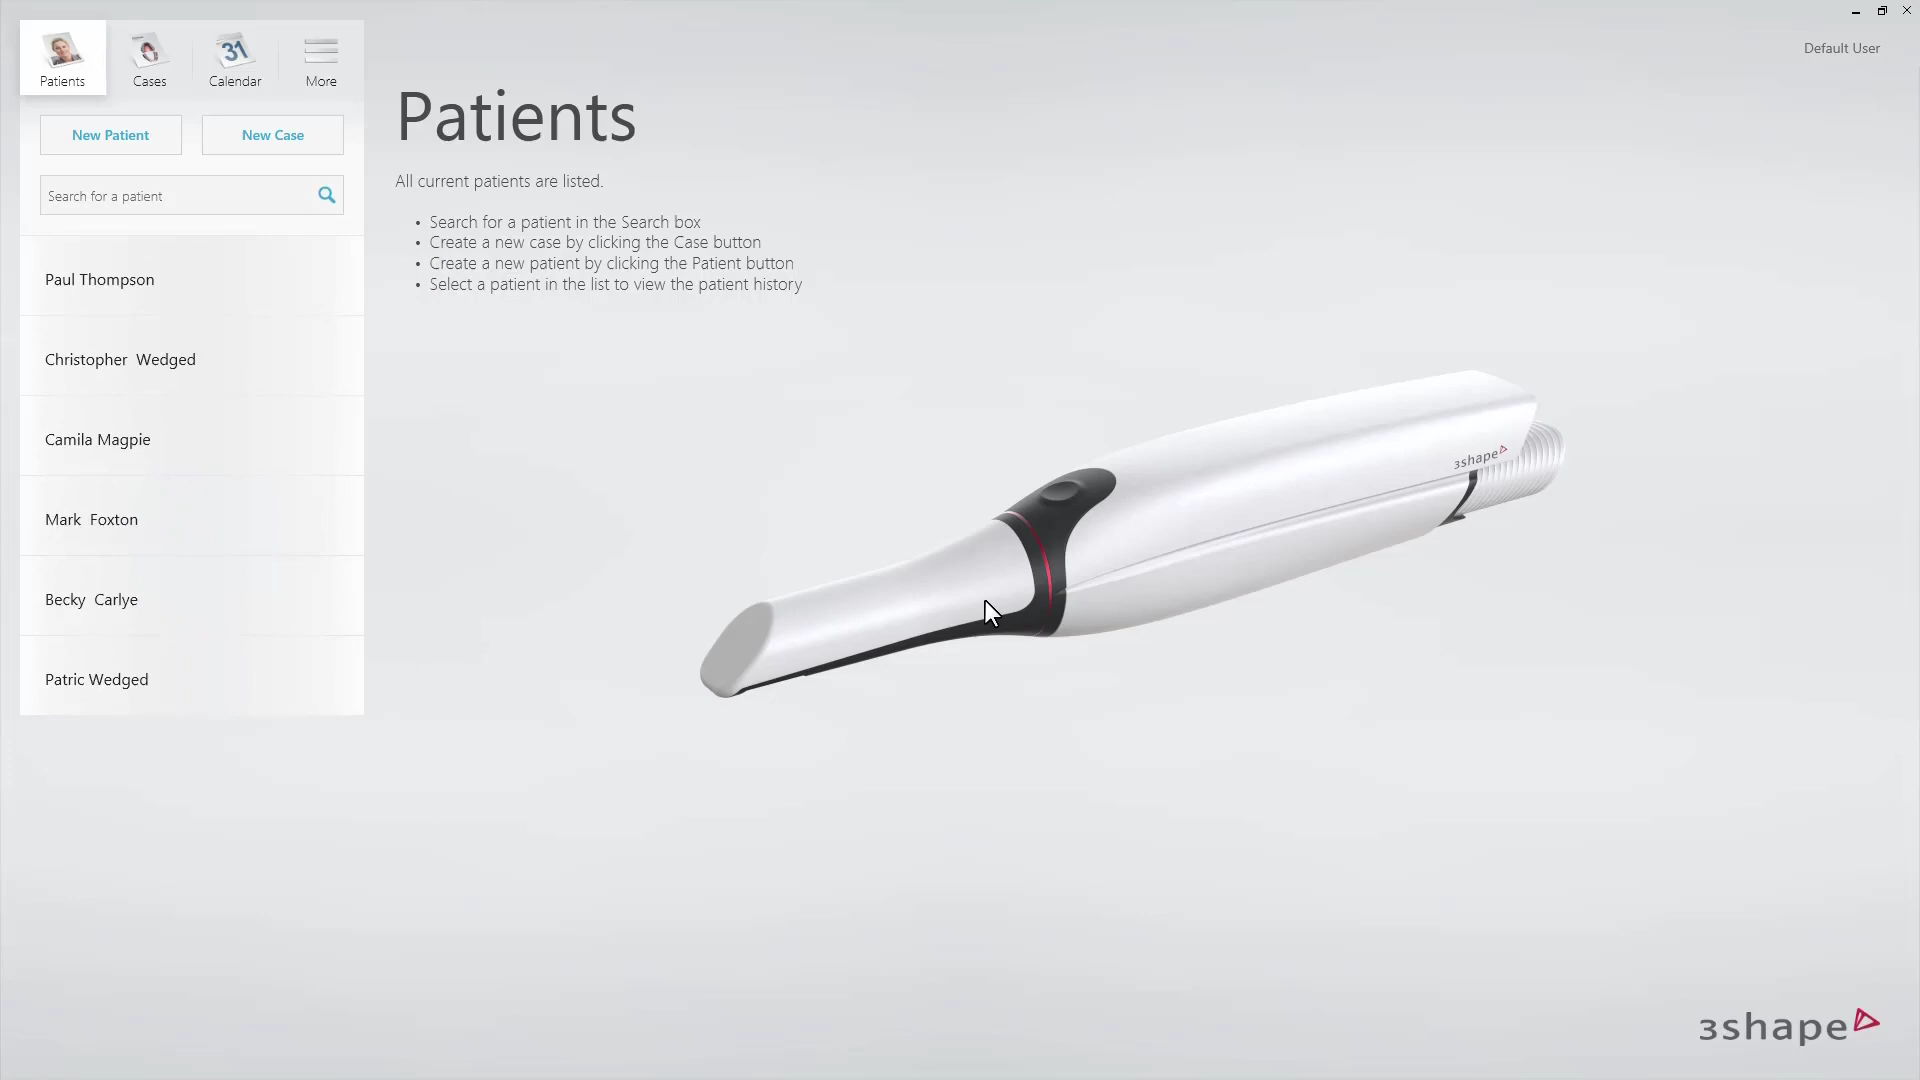 Default User
Patients
Cases
31
Calendar
More
New Patient
New Case
Search for a patient
Paul Thompson
Christopher  Wedged
Camila Magpie
Mark  Foxton
Becky  Carlye
Patric Wedged
Patients
All current patients are listed.
• Search for a patient in the Search box
• Create a new case by clicking the Case button
• Create a new patient by clicking the Patient button
• Select a patient in the list to view the patient history
3shape
3shape